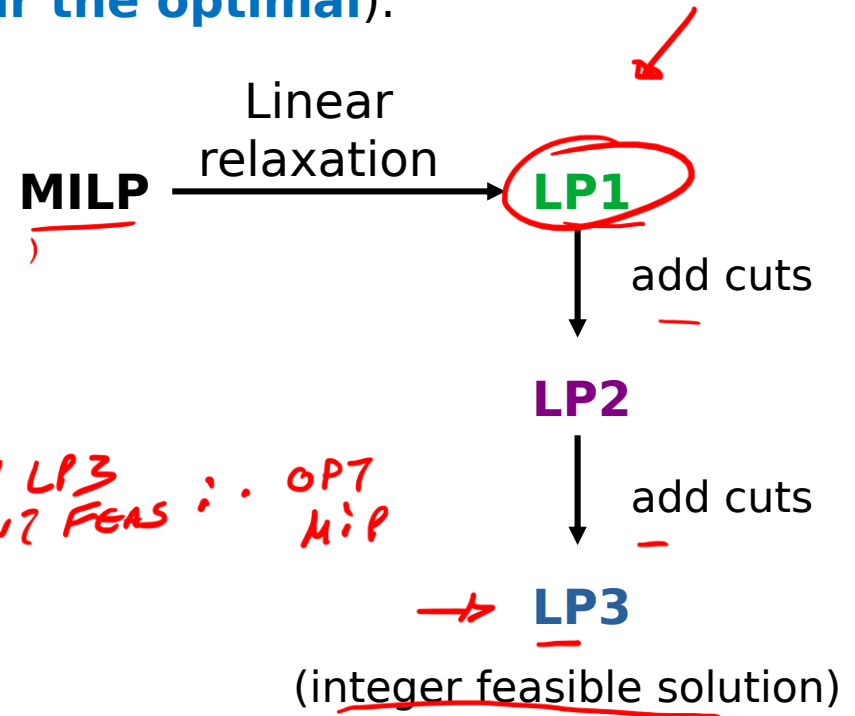 r the optimal).
Linear
relaxation
MILP
LP1
add cuts
LP2
LP3 ∴ OPT
FEAS MiP
add cuts
LP3
(integer feasible solution)